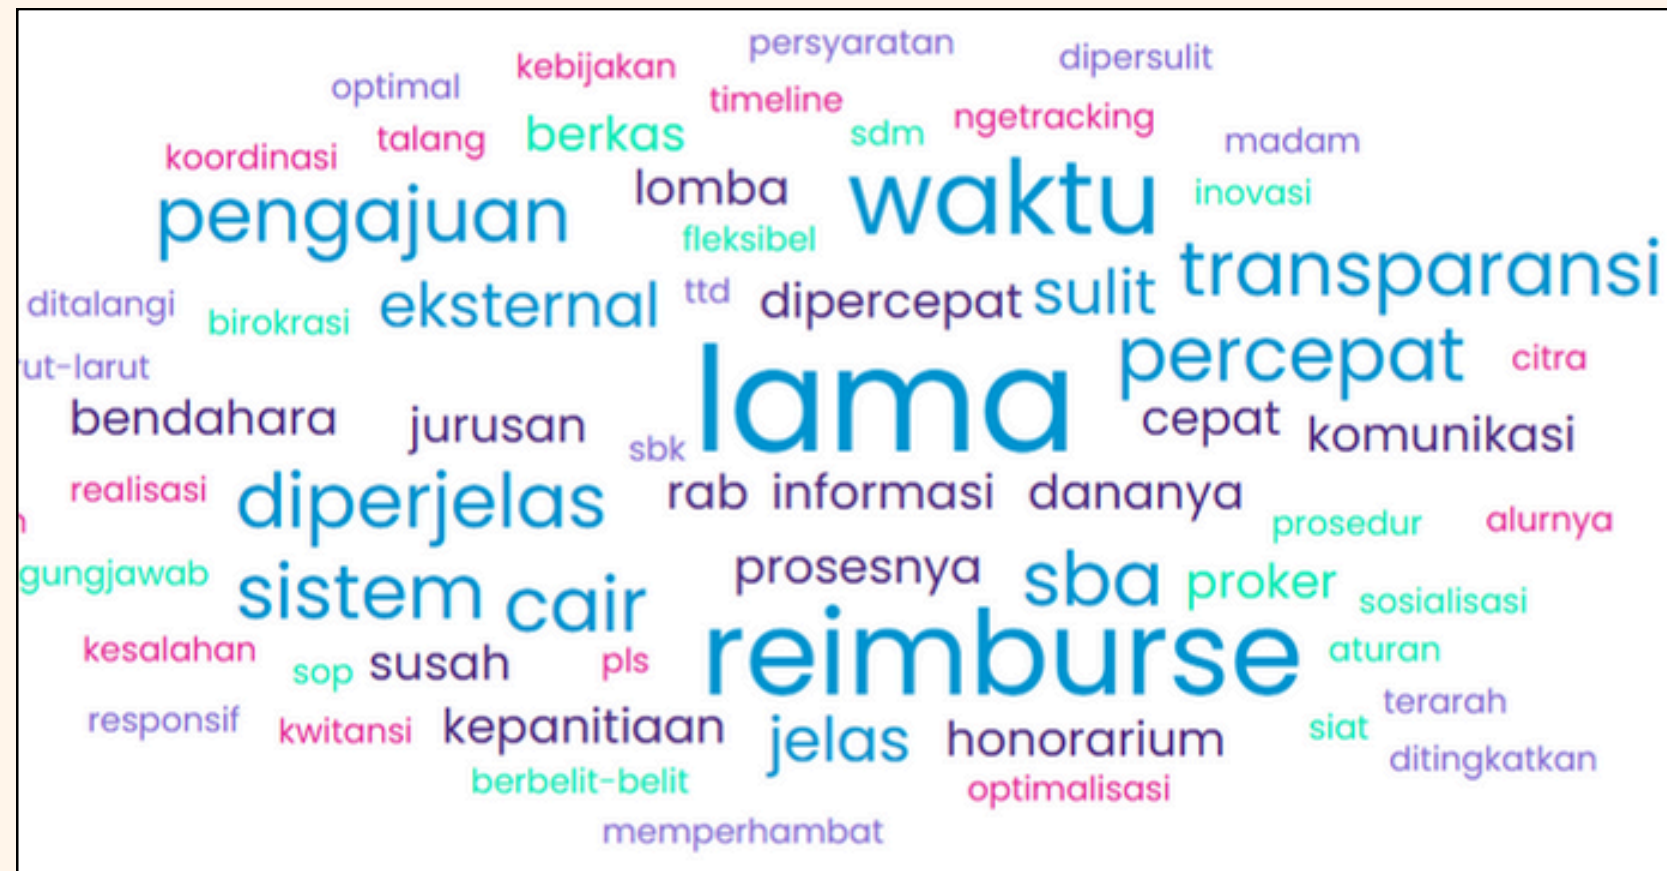 persyaratan
dipersulit
kebijakan
optimal
timeline
ngetracking
talang
berkas
sdm
madam
koordinasi
lomba
waktu
inovasi
pengajuan
fleksibel
transparansi
ditalangi
birokrasi
eksternal
ttd
dipercepat
sulit
ut-larut
percepat
citra
bendahara
jurusan
lama
cepat
komunikasi
sbk
realisasi
diperjelas
rab
informasi
dananya
prosedur
alurnya
gungjawab
sistem
cair
prosesnya
sba
proker
sosialisasi
kesalahan
sop
susah
pls
reimburse
aturan
responsif
kwitansi
kepanitiaan
jelas
honorarium
siat
terarah
ditingkatkan
berbelit-belit
optimalisasi
memperhambat